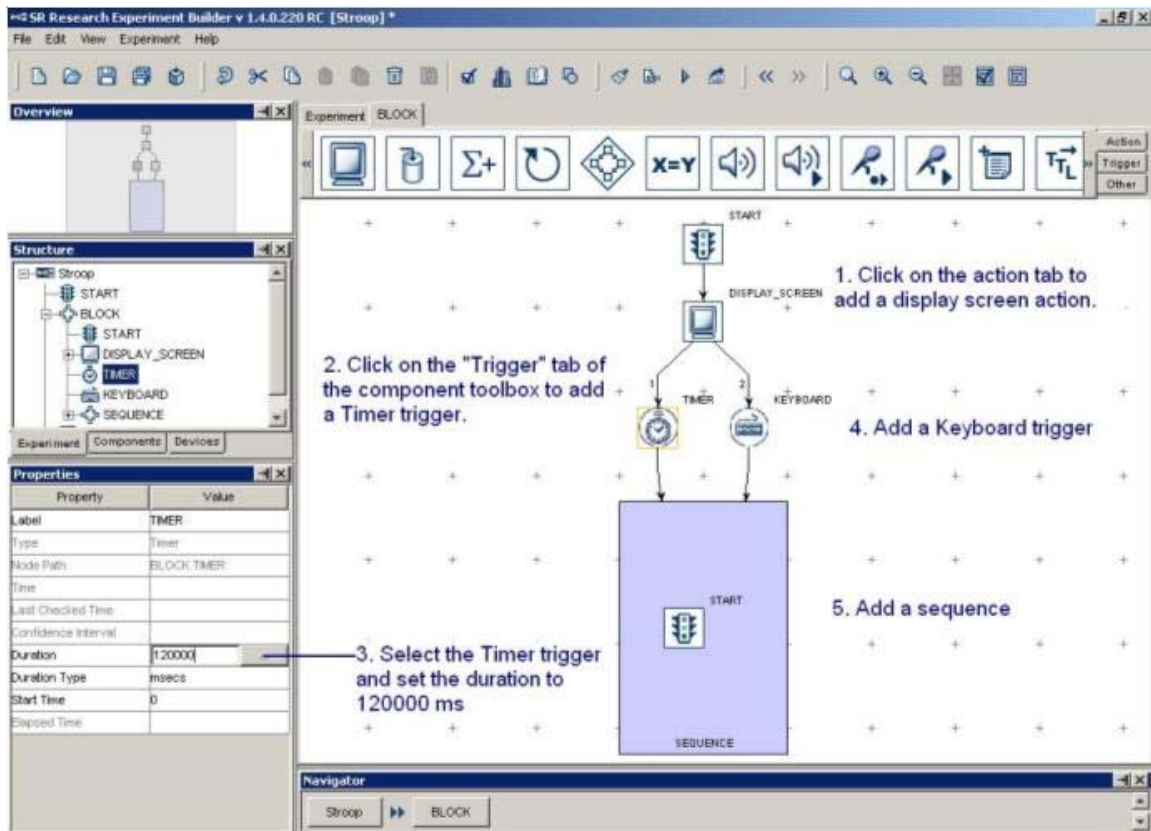 SR Research Experiment Builder v 1.4.0.220 RC [Stroop] *
File Edit View Experiment Help
Overview
Experiment BLOCK
Σ+
X=Y
TTL
Action
Trigger
Other
Structure
Stroop
START
BLOCK
START
DISPLAY_SCREEN
TIMER
KEYBOARD
SEQUENCE
Experiment Components Devices
START
DISPLAY_SCREEN
1. Click on the action tab to
add a display screen action.
2. Click on the "Trigger" tab of
the component toolbox to add
a Timer trigger.
1
2
TIMER
KEYBOARD
4. Add a Keyboard trigger
Properties
Property Value
Label TIMER
Type Timer
Node Path BLOCK.TIMER
Time
Last Checked Time
Confidence Interval
Duration 120000
Duration Type msecs
Start Time 0
Elapsed Time
3. Select the Timer trigger
and set the duration to
120000 ms
START
5. Add a sequence
SEQUENCE
Navigator
Stroop BLOCK